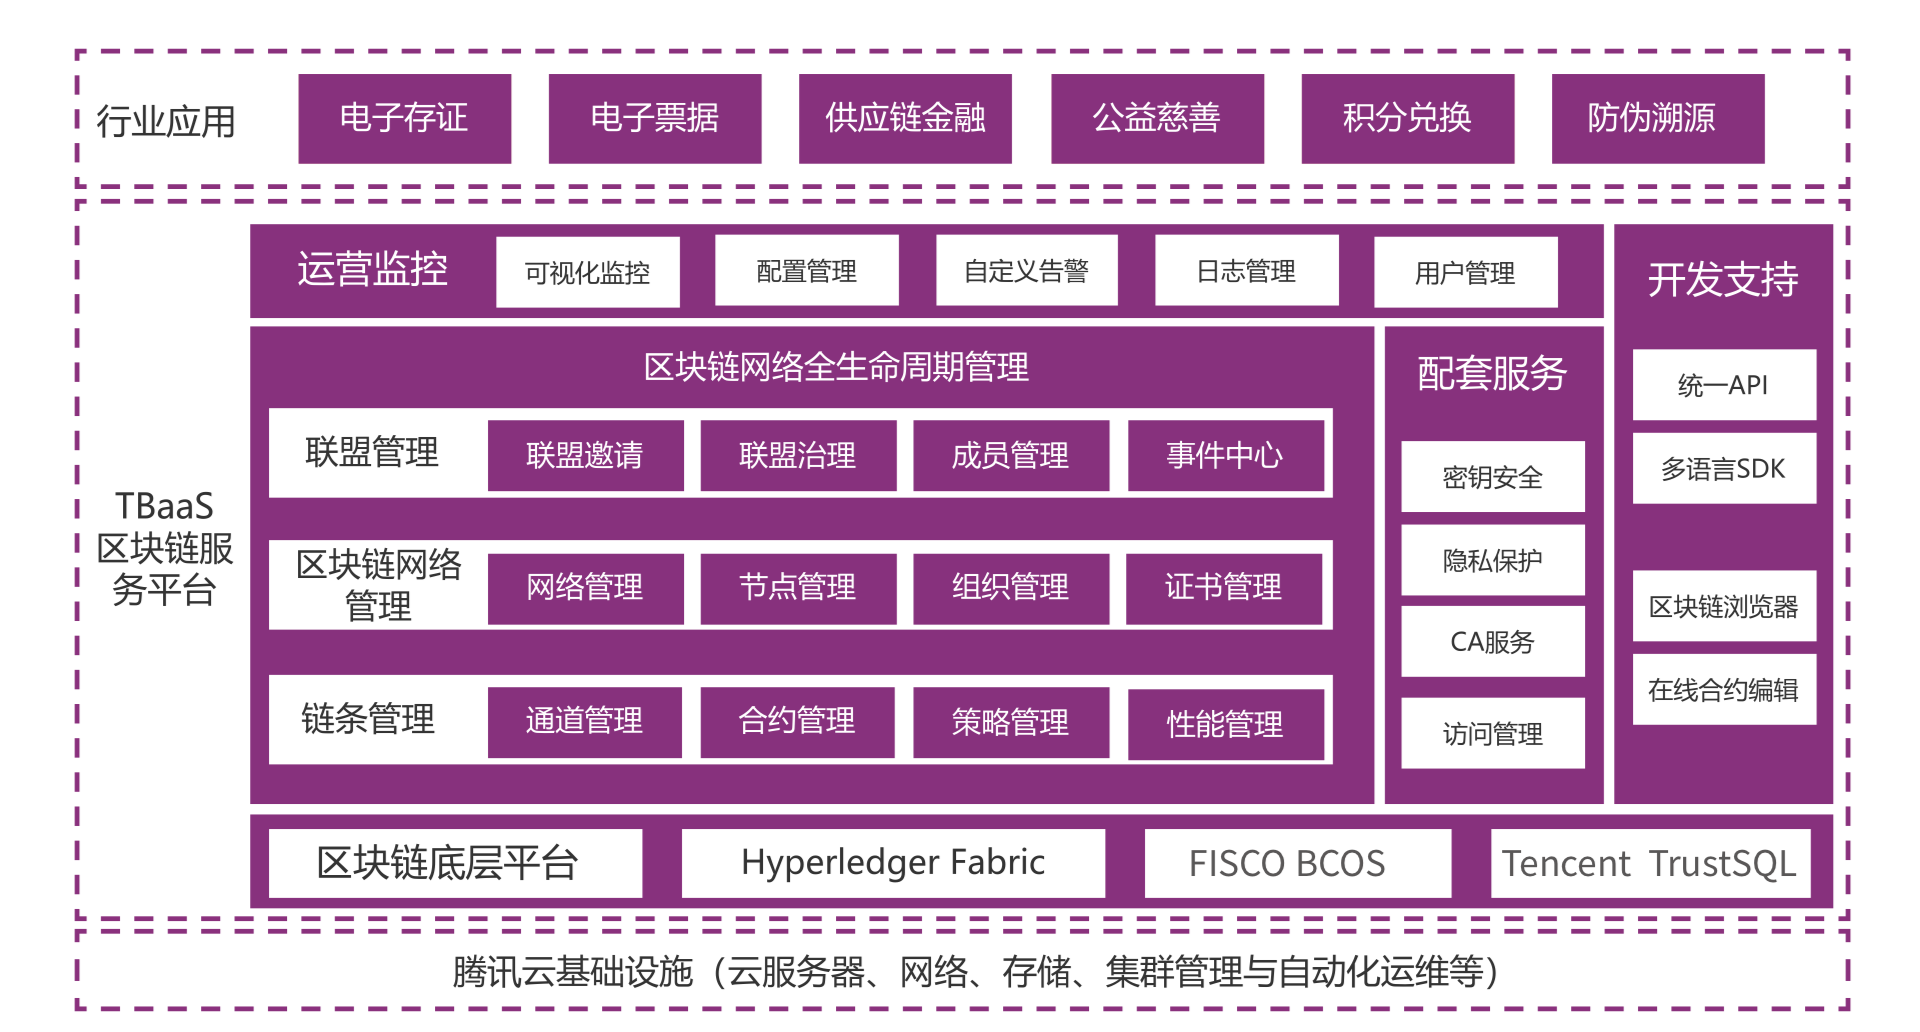 行业应用
电子存证
电子票据
供应链金融
公益慈善
积分兑换
防伪溯源
TBaaS
区块链服
务平台
运营监控
可视化监控
配置管理
自定义告警
日志管理
用户管理
区块链网络全生命周期管理
联盟管理
联盟邀请
联盟治理
成员管理
事件中心
区块链网络
管理
网络管理
节点管理
组织管理
证书管理
链条管理
通道管理
合约管理
策略管理
性能管理
配套服务
密钥安全
隐私保护
CA服务
访问管理
开发支持
统一API
多语言SDK
区块链浏览器
在线合约编辑
区块链底层平台
Hyperledger Fabric
FISCO BCOS
Tencent TrustSQL
腾讯云基础设施（云服务器、网络、存储、集群管理与自动化运维等）